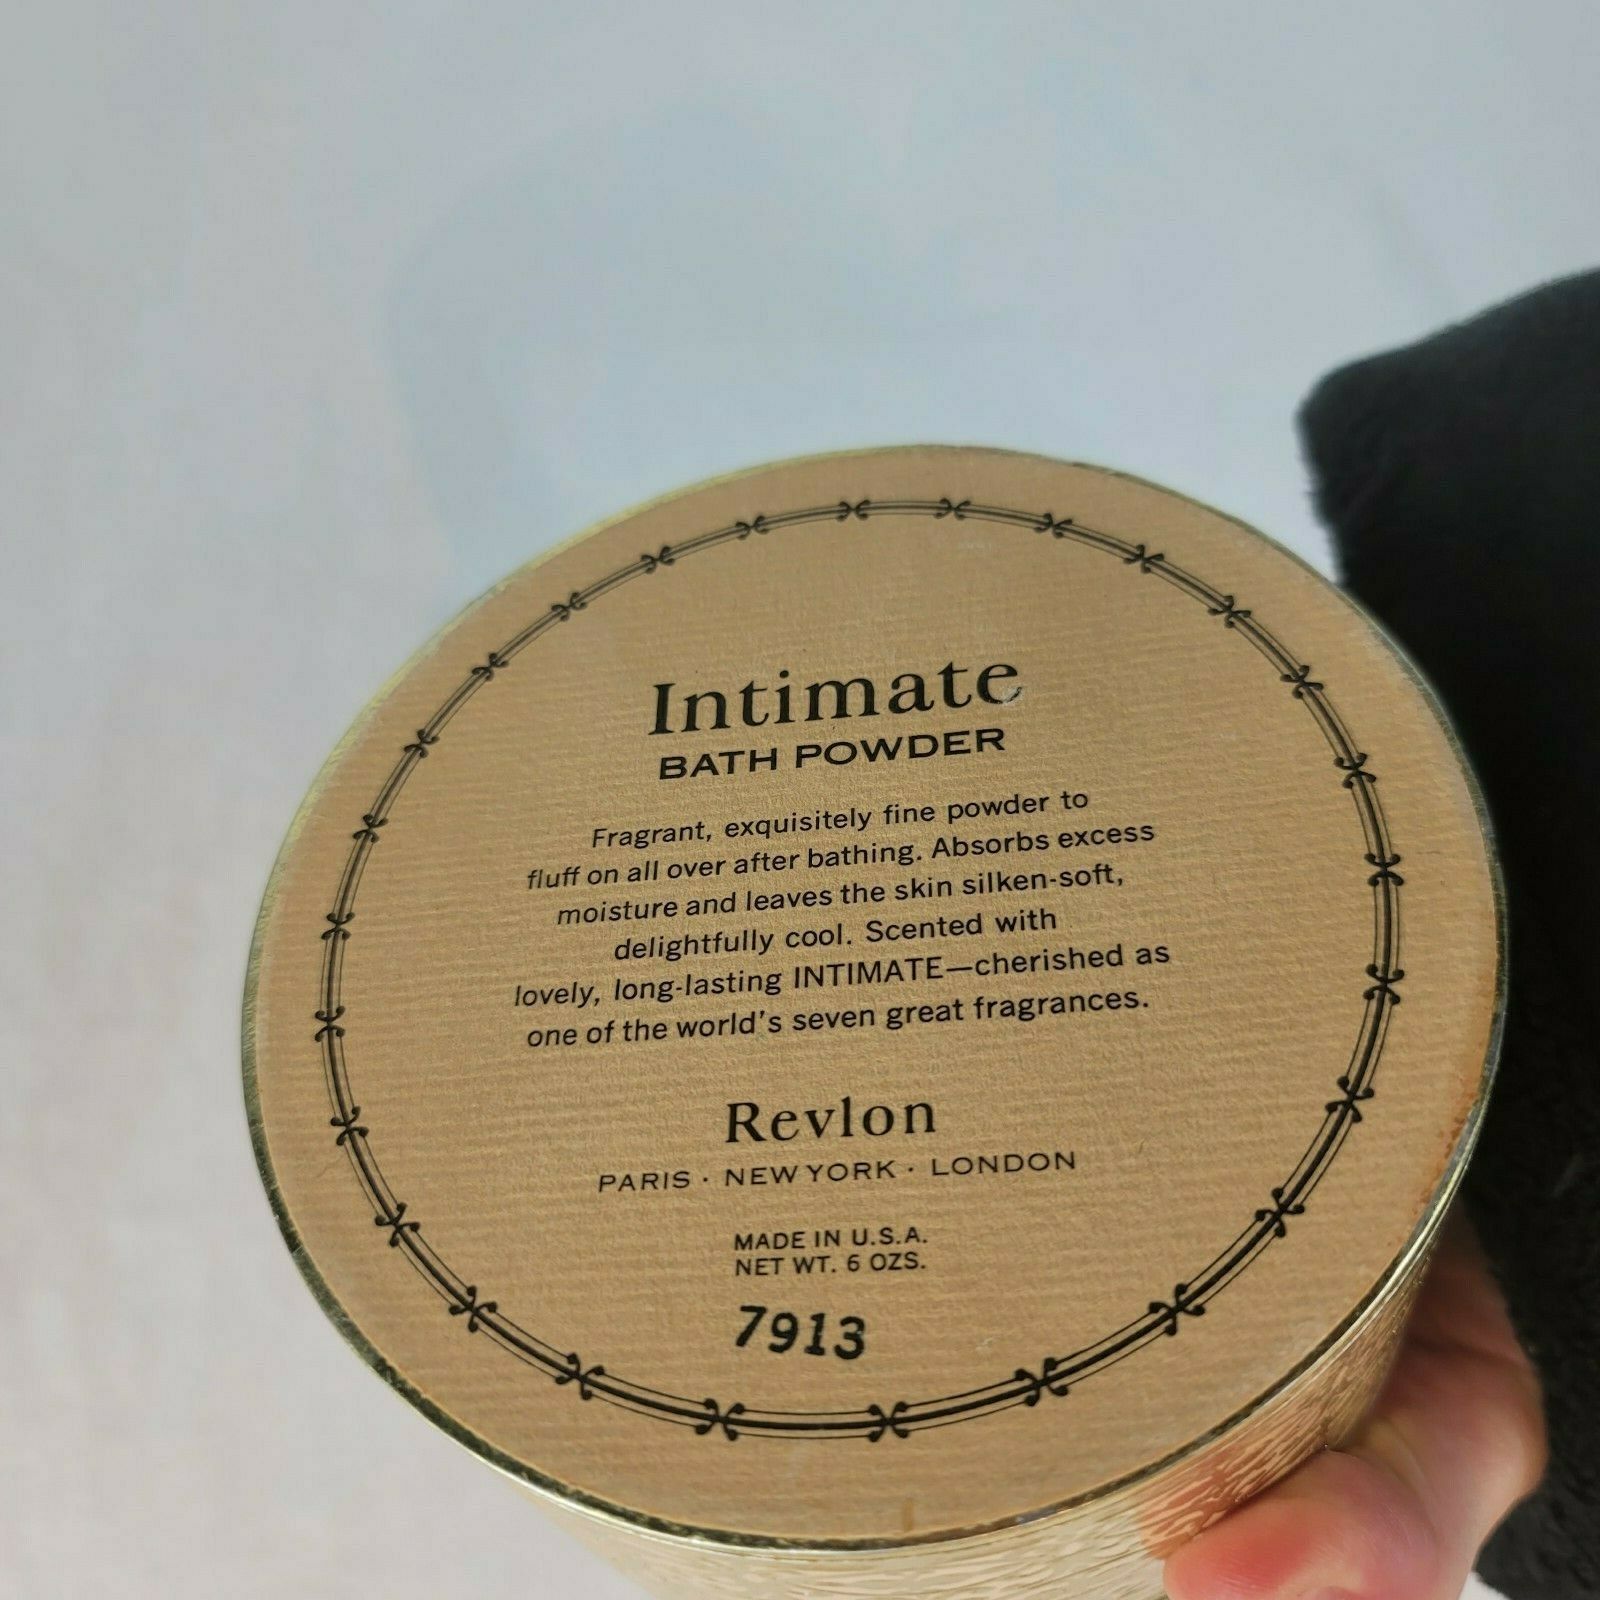 Intimate
BATH POWDER
Fragrant, exquisitely fine powder to
fluff on all over after bathing. Absorbs excess
moisture and leaves the skin silken-soft,
delightfully cool. Scented with
lovely, long-lasting INTIMATE—cherished as
one of the world's seven great fragrances.
Revlon
PARIS · NEW YORK · LONDON
MADE IN U.S.A.
NET WT. 6 OZS.
7913